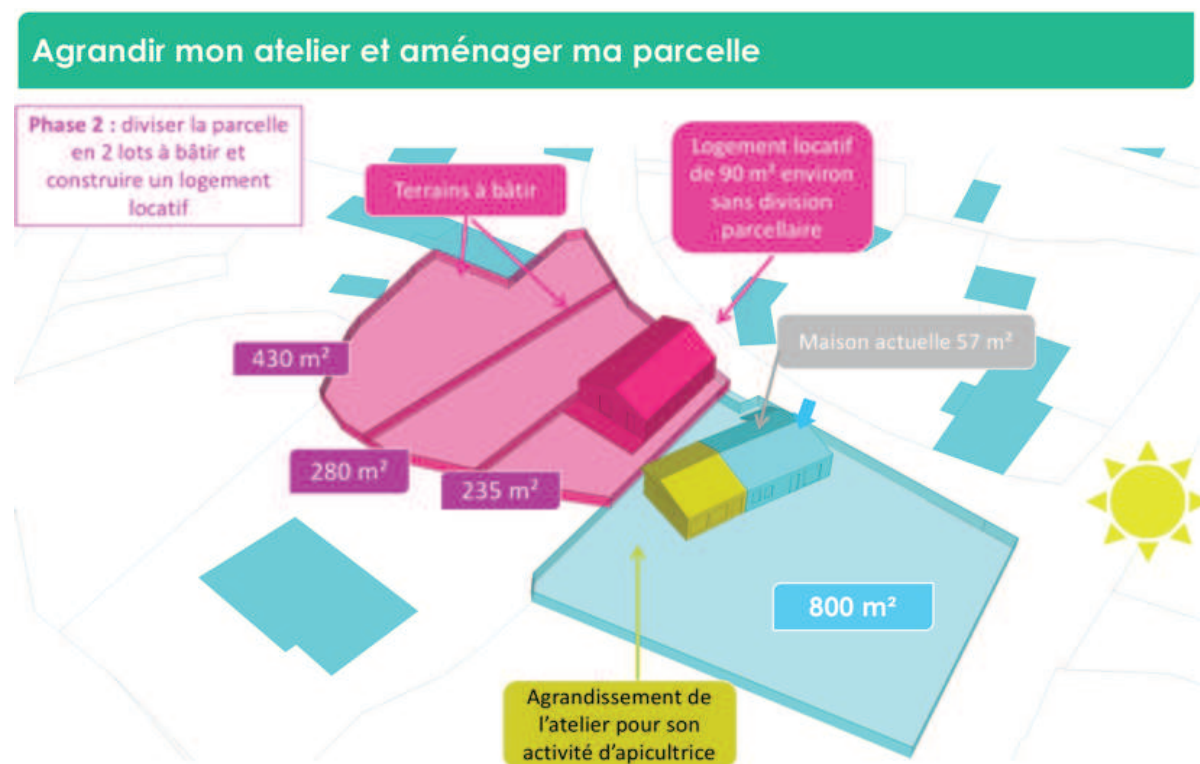 Agrandir mon atelier et aménager ma parcelle
Phase 2 : diviser la parcelle
en 2 lots à bâtir et
construire un logement
locatif
Terrains à bâtir
Logement locatif
de 90 m² environ
sans division
parcellaire
Maison actuelle 57 m²
430 m²
280 m²
235 m²
800 m²
Agrandissement de
l'atelier pour son
activité d'apicultrice